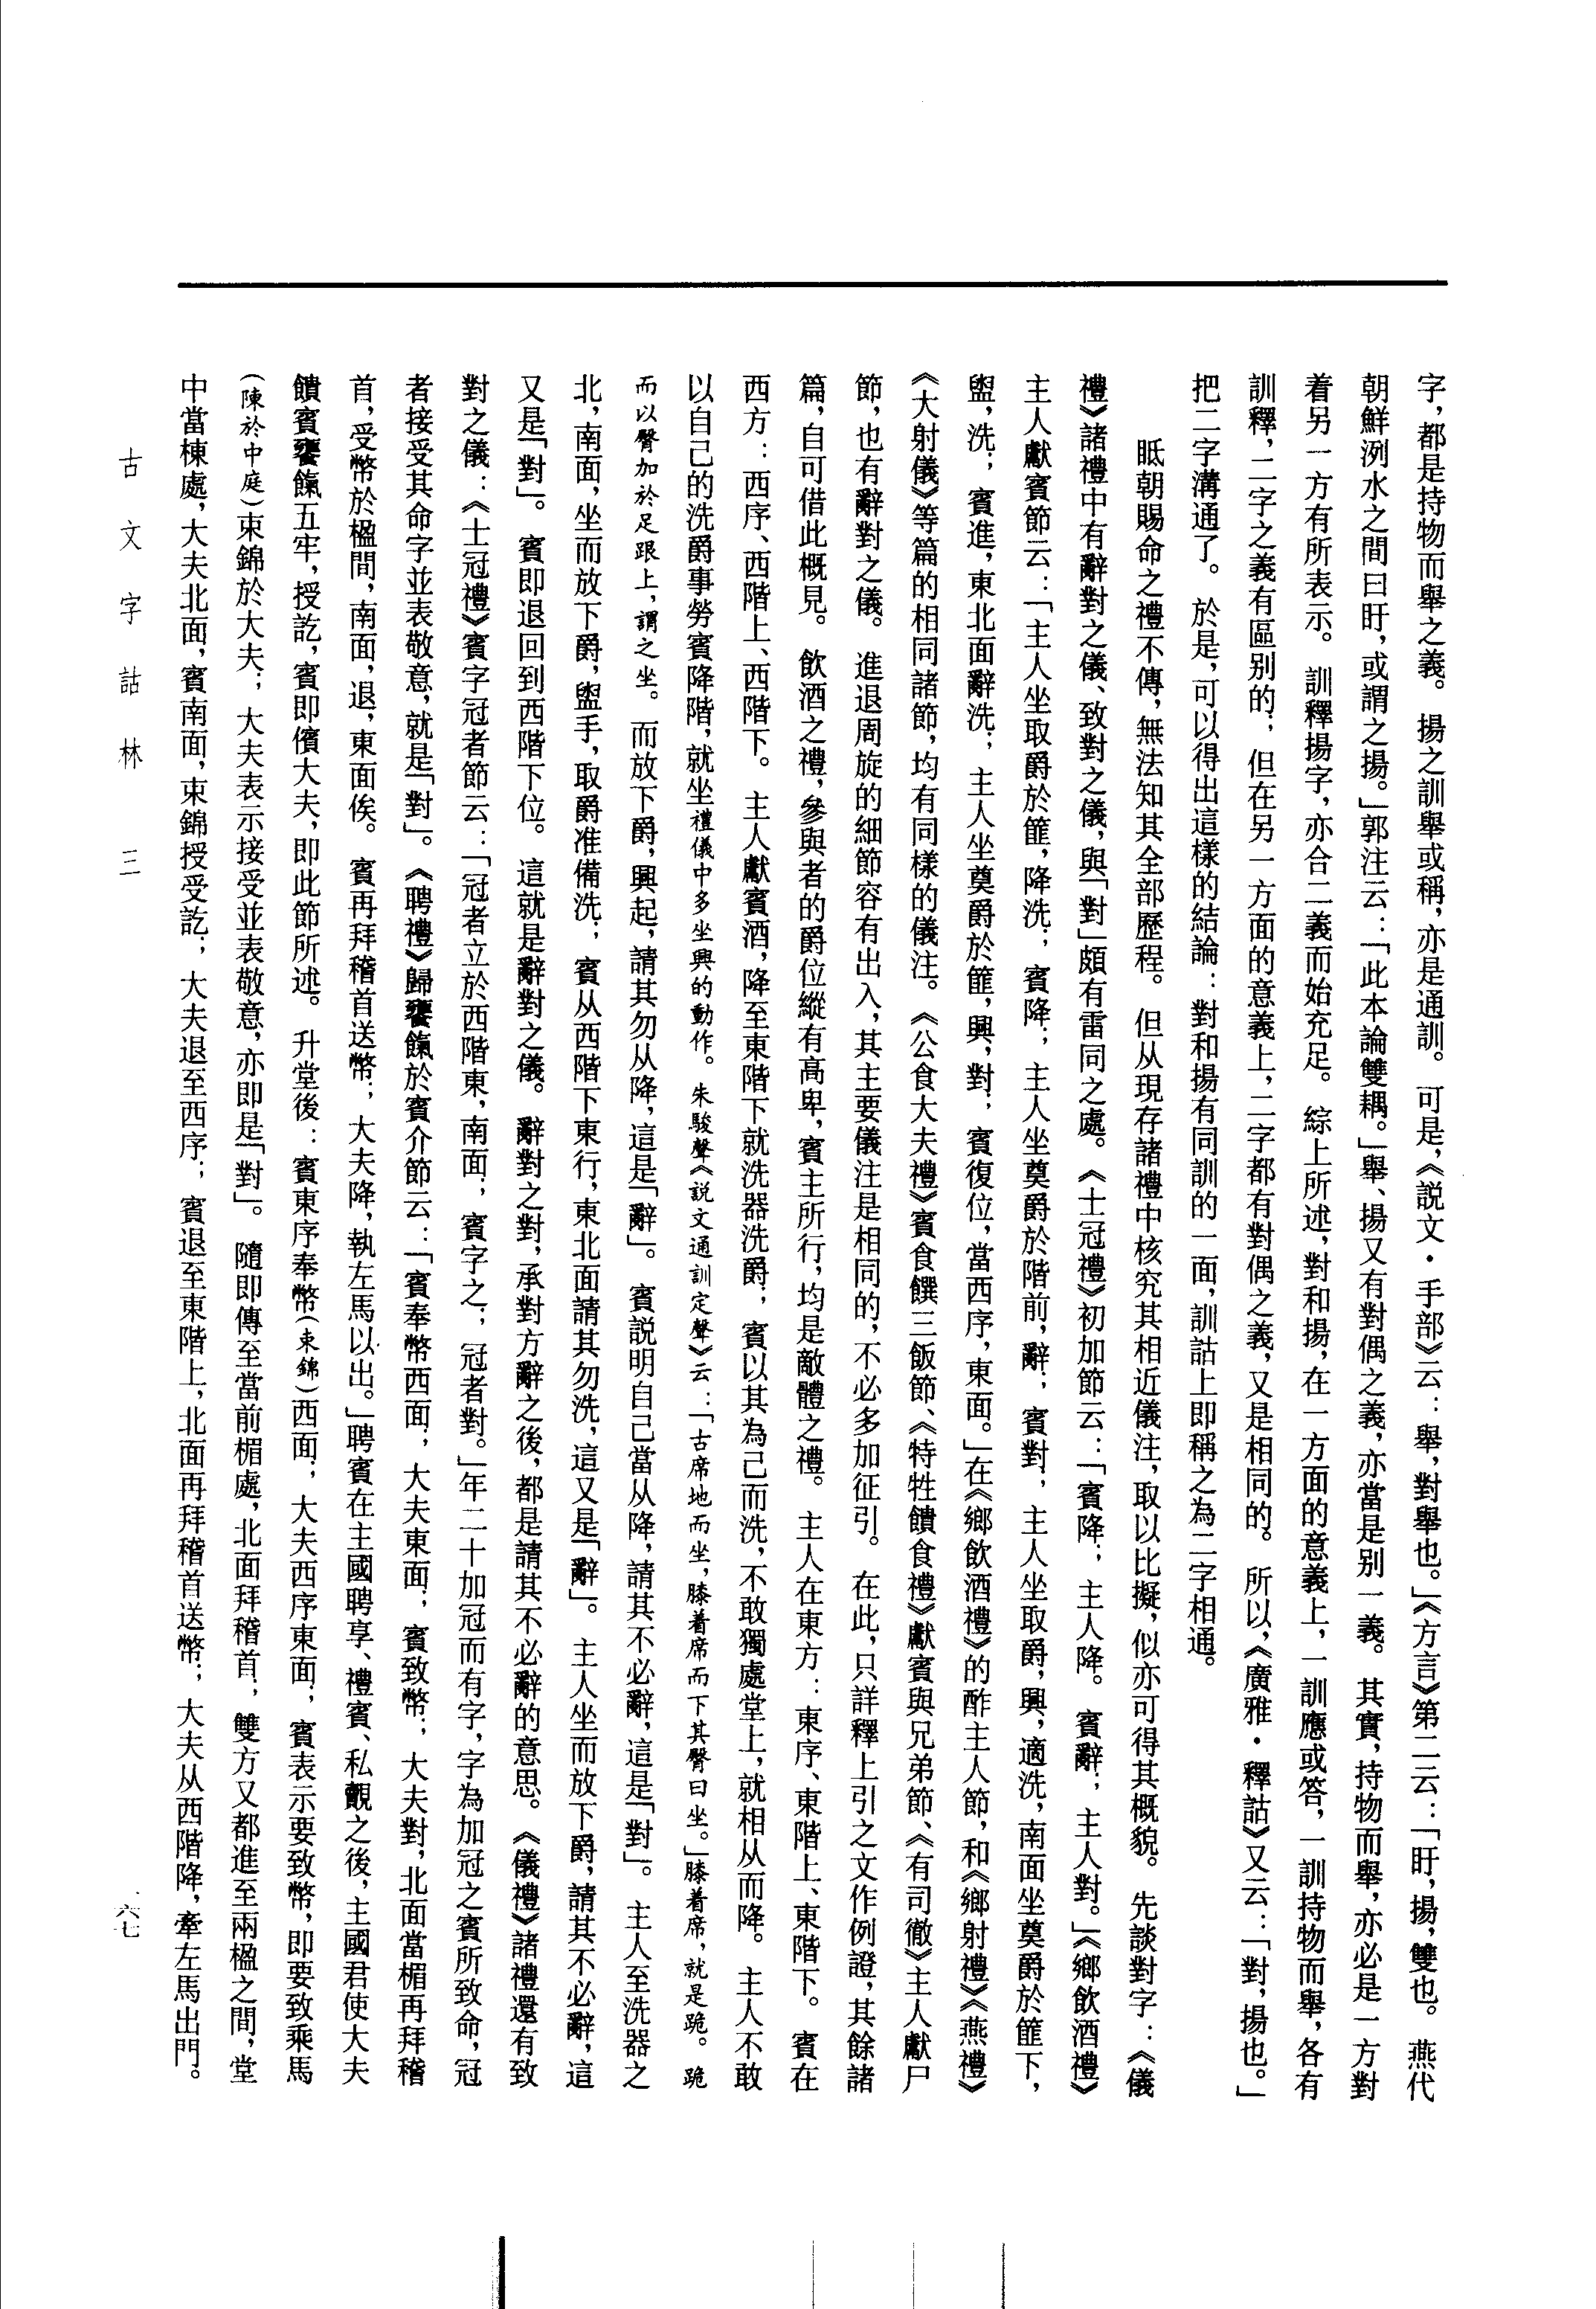 字，都是持物而舉之義。揚之訓舉或稱，亦是通訓。可是，《說文·手部》云：舉，對舉也。」《方言》第二云：「盱，揚，雙也。燕代
朝鮮洌水之間曰盱，或謂之揚。」郭注云：「此本論雙耦。」舉、揚又有對偶之義，亦當是别一義。其實，持物而舉，亦必是一方對
着另一方有所表示。訓釋揚字，亦合二義而始充足。綜上所述，對和揚，在一方面的意義上，一訓應或答，一訓持物而舉，各有
訓釋，二字之義有區别的；但在另一方面的意義上，二字都有對偶之義，又是相同的。所以，《廣雅·釋詁》又云：「對，揚也。」
把二字溝通了。於是，可以得出這樣的結論：對和揚有同訓的一面，訓詁上即稱之為二字相通。
眡朝賜命之禮不傳，無法知其全部歷程。但从現存諸禮中核究其相近儀注，取以比擬，似亦可得其概貌。先談對字：《儀
禮》諸禮中有辭對之儀、致對之儀，與「對」頗有雷同之處。《士冠禮》初加節云：「賓降；主人降。賓辭；主人對。」《鄉飲酒禮》
主人獻賓節云：「主人坐取爵於篚，降洗；賓降；主人坐奠爵於階前，辭；賓對；主人坐取爵，興，適洗，南面坐奠爵於篚下，
盥，洗；賓進，東北面辭洗；主人坐奠爵於篚，興，對；賓復位，當西序，東面。」在《鄉飲酒禮》的酢主人節，和《鄉射禮》《燕禮》
《大射儀》等篇的相同諸節，均有同樣的儀注。《公食大夫禮》賓食饌三飯節、《特牲饋食禮》獻賓與兄弟節、《有司徹》主人獻尸
節，也有辭對之儀。進退周旋的細節容有出入，其主要儀注是相同的，不必多加征引。在此，只詳釋上引之文作例證，其餘諸
篇，自可借此概見。飲酒之禮，參與者的爵位縱有高卑，賓主所行，均是敵體之禮。主人在東方：東序、東階上、東階下。賓在
西方：西序、西階上、西階下。主人獻賓酒，降至東階下就洗器洗爵；賓以其為己而洗，不敢獨處堂上，就相从而降。主人不敢
以自己的洗爵事勞賓降階，就坐禮儀中多坐興的動作。朱駿聲《說文通訓定聲》云：「古席地而坐，膝着席而下其臀曰坐。」膝着席，就是跪。跪
而以臀加於足跟上，謂之坐。而放下爵，興起，請其勿从降，這是「辭」。賓説明自己當从降，請其不必辭，這是「對」。主人至洗器之
北，南面，坐而放下爵，盥手，取爵准備洗；賓从西階下東行，東北面請其勿洗，這又是「辭」。主人坐而放下爵，請其不必辭，這
又是「對」。賓即退回到西階下位。這就是辭對之儀。辭對之對，承對方辭之後，都是請其不必辭的意思。《儀禮》諸禮還有致
對之儀：《士冠禮》賓字冠者節云：「冠者立於西階東，南面；賓字之；冠者對。」年二十加冠而有字，字為加冠之賓所致命，冠
者接受其命字並表敬意，就是「對」。《聘禮》歸饔餼於賓介節云：「賓奉幣西面；大夫東面；賓致幣；大夫對，北面當楣再拜稽
首，受幣於楹間，南面，退，東面俟。賓再拜稽首送幣；大夫降，執左馬以出。」聘賓在主國聘享、禮賓、私覿之後，主國君使大夫
饋賓饔餼五牢，授訖，賓即儐大夫，即此節所述。升堂後：賓東序奉幣（束錦）西面；大夫西序東面；賓表示要致幣，即要致乘馬
（陳於中庭）束錦於大夫；大夫表示接受並表敬意，亦即是「對」。隨即傳至當前楣處，北面拜稽首；雙方又都進至兩楹之間，堂
中當棟處，大夫北面，賓南面，束錦授受訖；大夫退至西序；賓退至東階上，北面再拜稽首送幣；大夫从西階降，牽左馬出門。
古文字詁林　三
六七